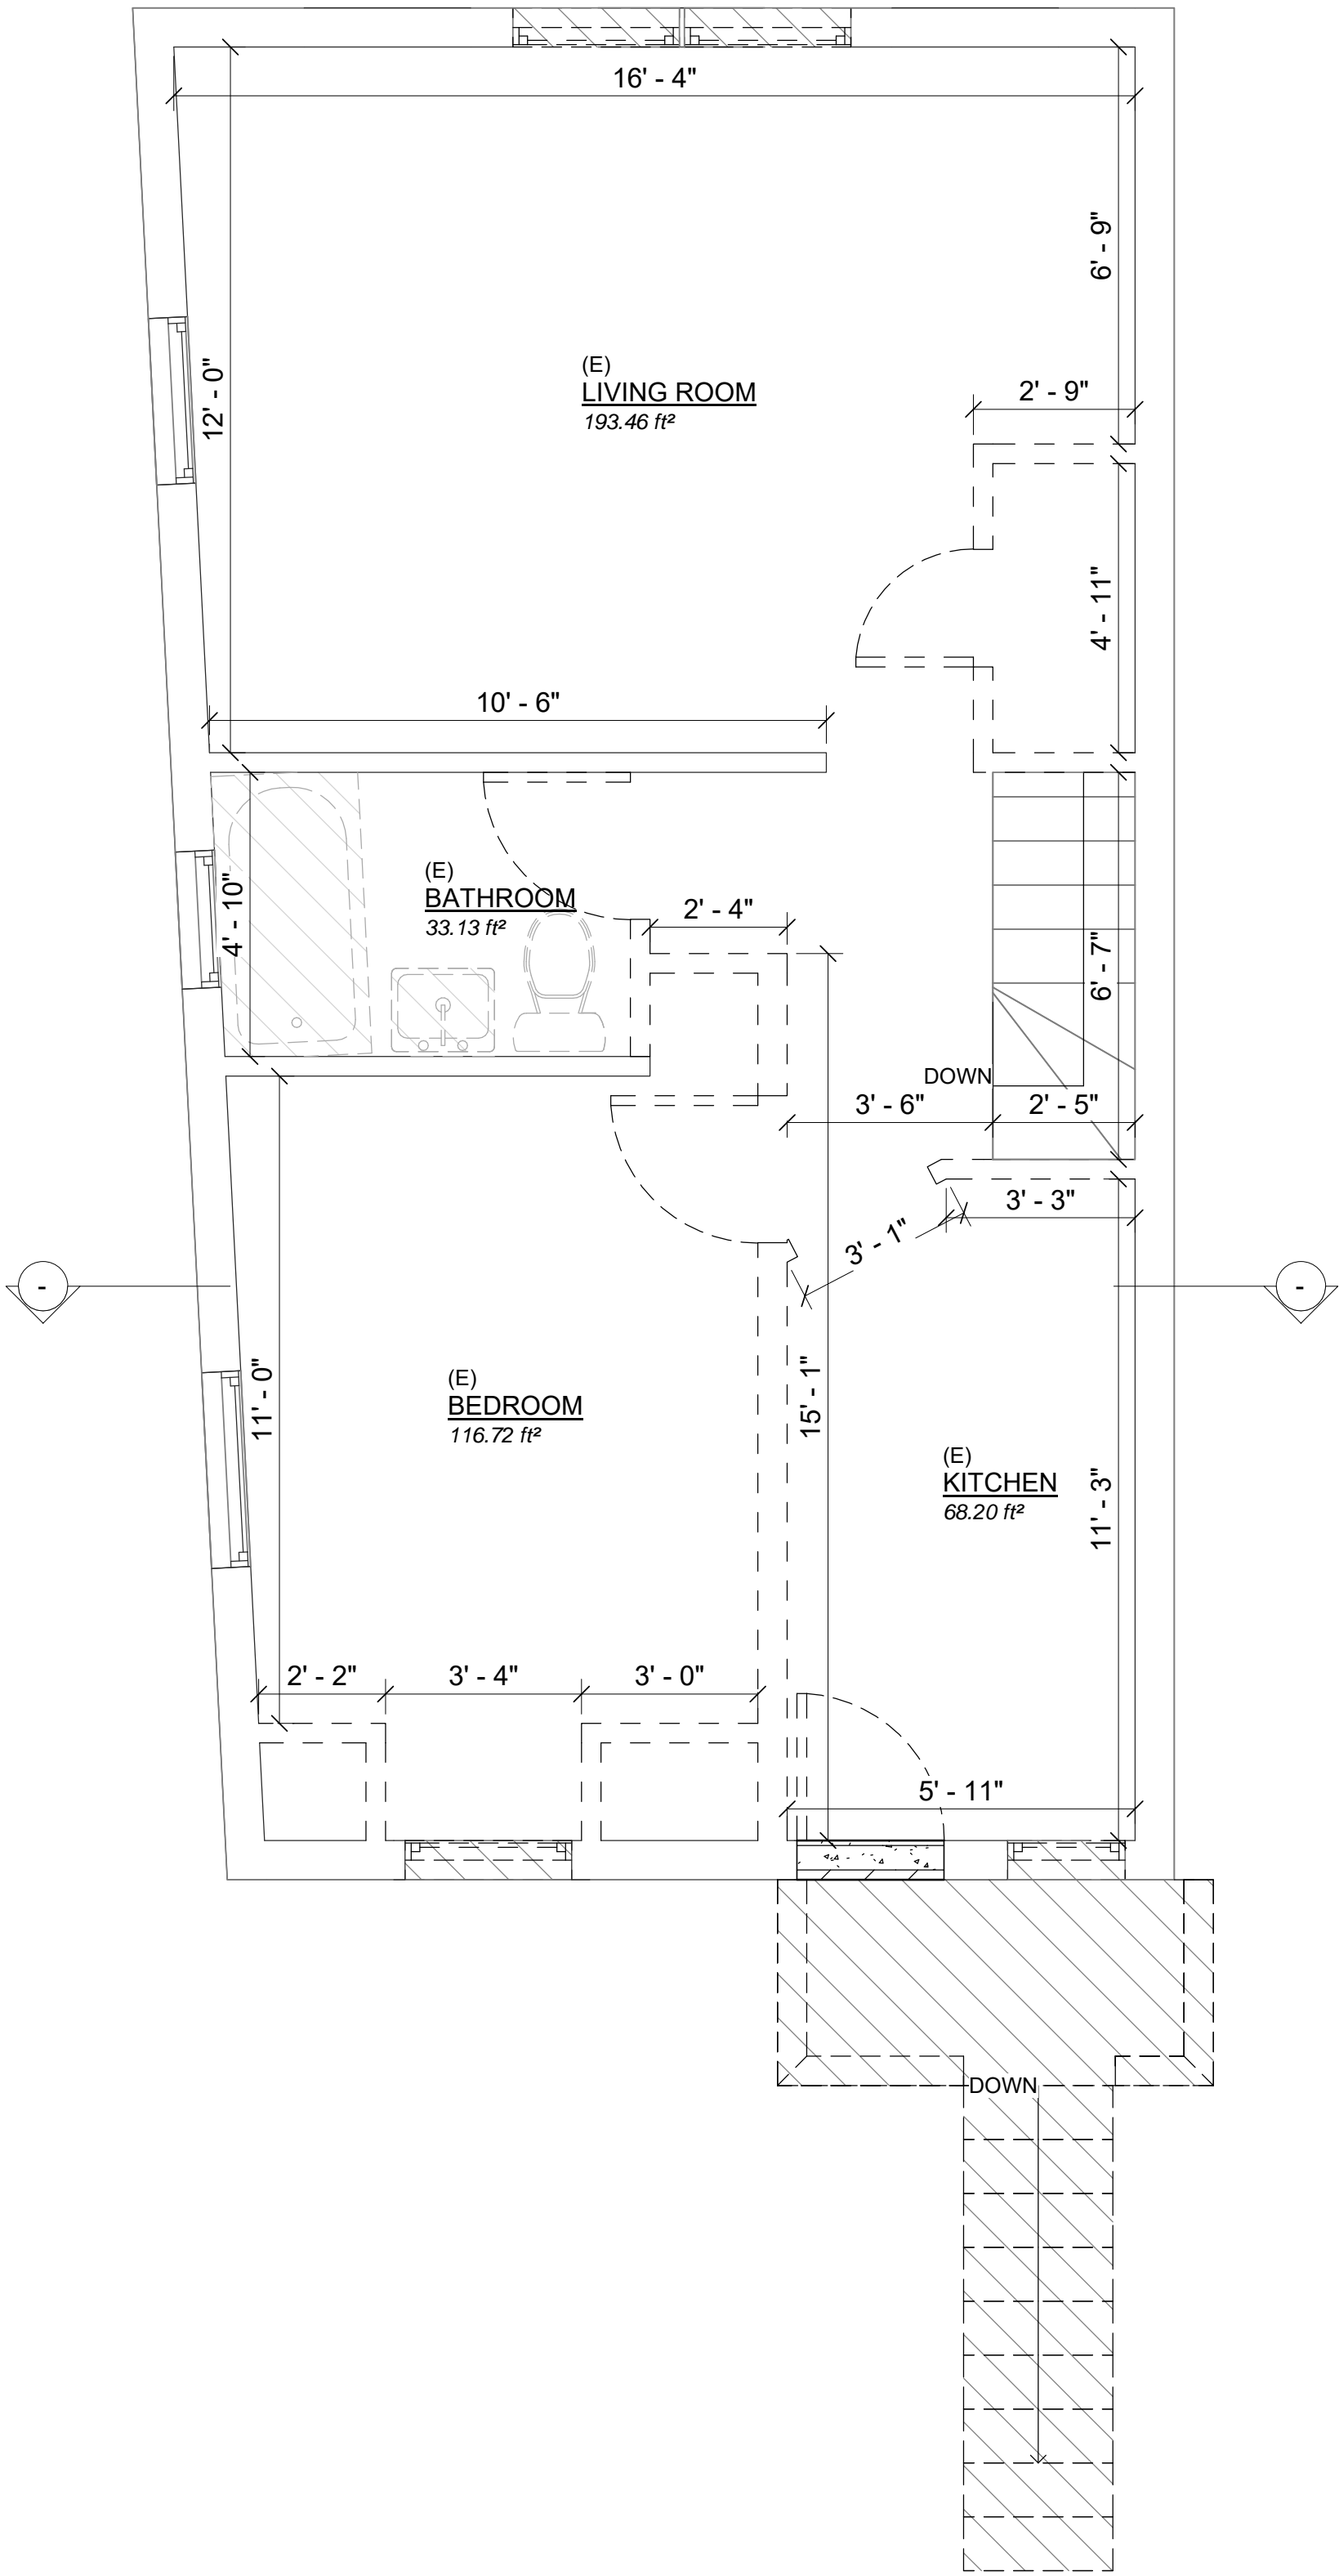 16' - 4"
6' - 9"
12' - 0"
(E)
LIVING ROOM
193.46 ft²
2' - 9"
4' - 11"
10' - 6"
(E)
BATHROOM
33.13 ft²
4' - 10"
2' - 4"
6' - 7"
DOWN
3' - 6"
2' - 5"
3' - 3"
3' - 1"
-
-
(E)
BEDROOM
116.72 ft²
11' - 0"
15' - 1"
(E)
KITCHEN
68.20 ft²
11' - 3"
2' - 2"
3' - 4"
3' - 0"
5' - 11"
DOWN